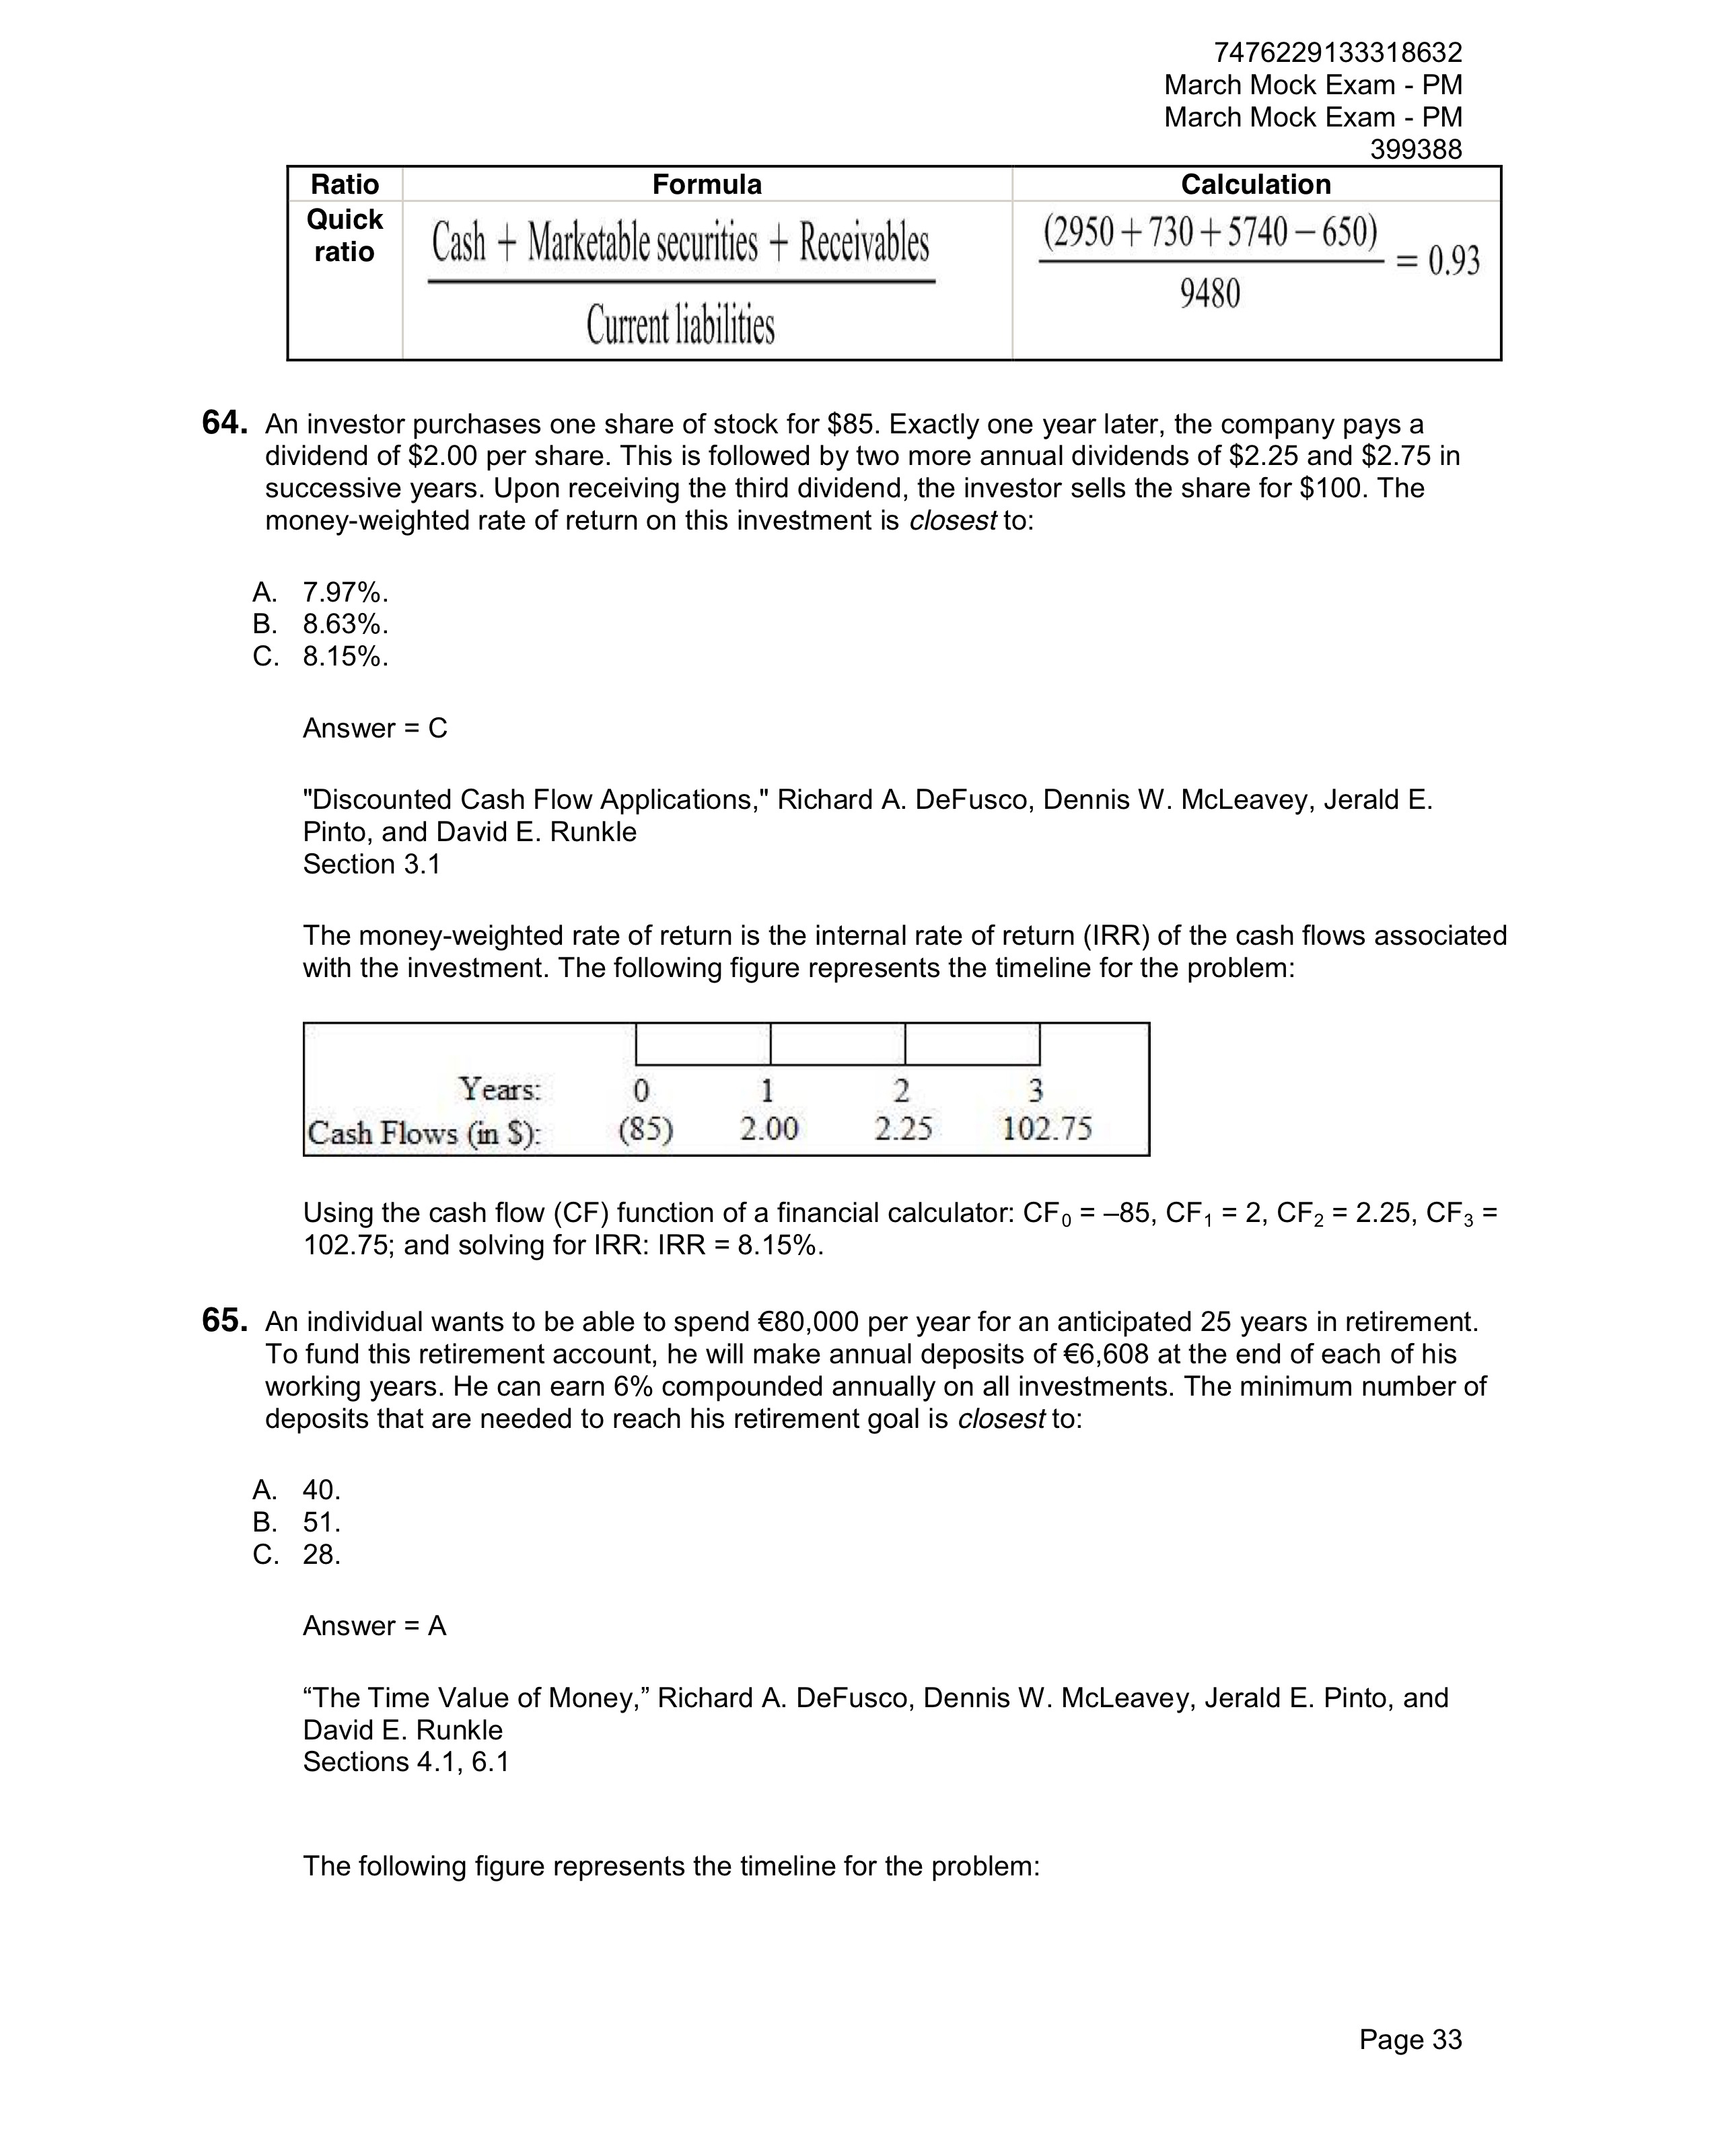 7476229133318632
March Mock Exam - PM
March Mock Exam - PM
399388
Ratio Formula Calculation
Quick ratio Cash + Marketable securities + Receivables (2950 + 730 + 5740 – 650)
Current liabilities 9480 = 0.93
64. An investor purchases one share of stock for $85. Exactly one year later, the company pays a
dividend of $2.00 per share. This is followed by two more annual dividends of $2.25 and $2.75 in
successive years. Upon receiving the third dividend, the investor sells the share for $100. The
money-weighted rate of return on this investment is closest to:
A. 7.97%.
B. 8.63%.
C. 8.15%.
Answer = C
"Discounted Cash Flow Applications," Richard A. DeFusco, Dennis W. McLeavey, Jerald E.
Pinto, and David E. Runkle
Section 3.1
The money-weighted rate of return is the internal rate of return (IRR) of the cash flows associated
with the investment. The following figure represents the timeline for the problem:
Years: 0 1 2 3
Cash Flows (in $): (85) 2.00 2.25 102.75
Using the cash flow (CF) function of a financial calculator: CF₀ = –85, CF₁ = 2, CF₂ = 2.25, CF₃ =
102.75; and solving for IRR: IRR = 8.15%.
65. An individual wants to be able to spend €80,000 per year for an anticipated 25 years in retirement.
To fund this retirement account, he will make annual deposits of €6,608 at the end of each of his
working years. He can earn 6% compounded annually on all investments. The minimum number of
deposits that are needed to reach his retirement goal is closest to:
A. 40.
B. 51.
C. 28.
Answer = A
“The Time Value of Money,” Richard A. DeFusco, Dennis W. McLeavey, Jerald E. Pinto, and
David E. Runkle
Sections 4.1, 6.1
The following figure represents the timeline for the problem:
Page 33